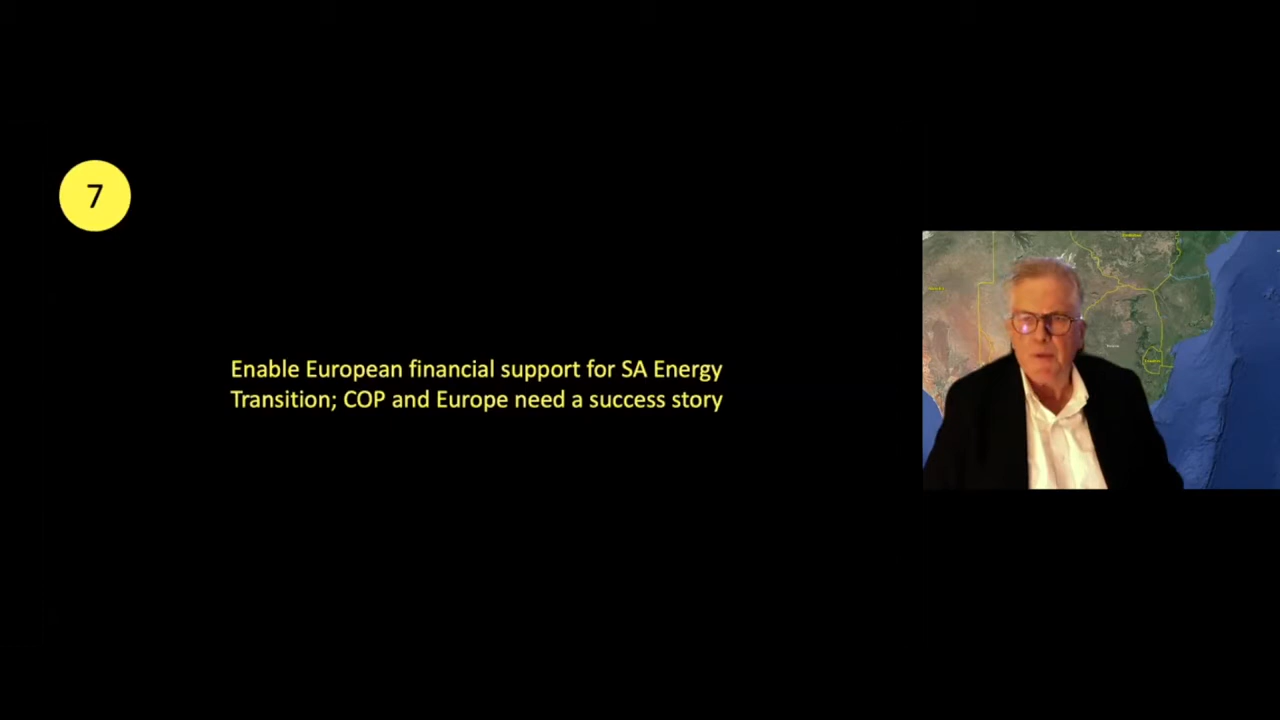 7
Enable European financial support for SA Energy
Transition; COP and Europe need a success story